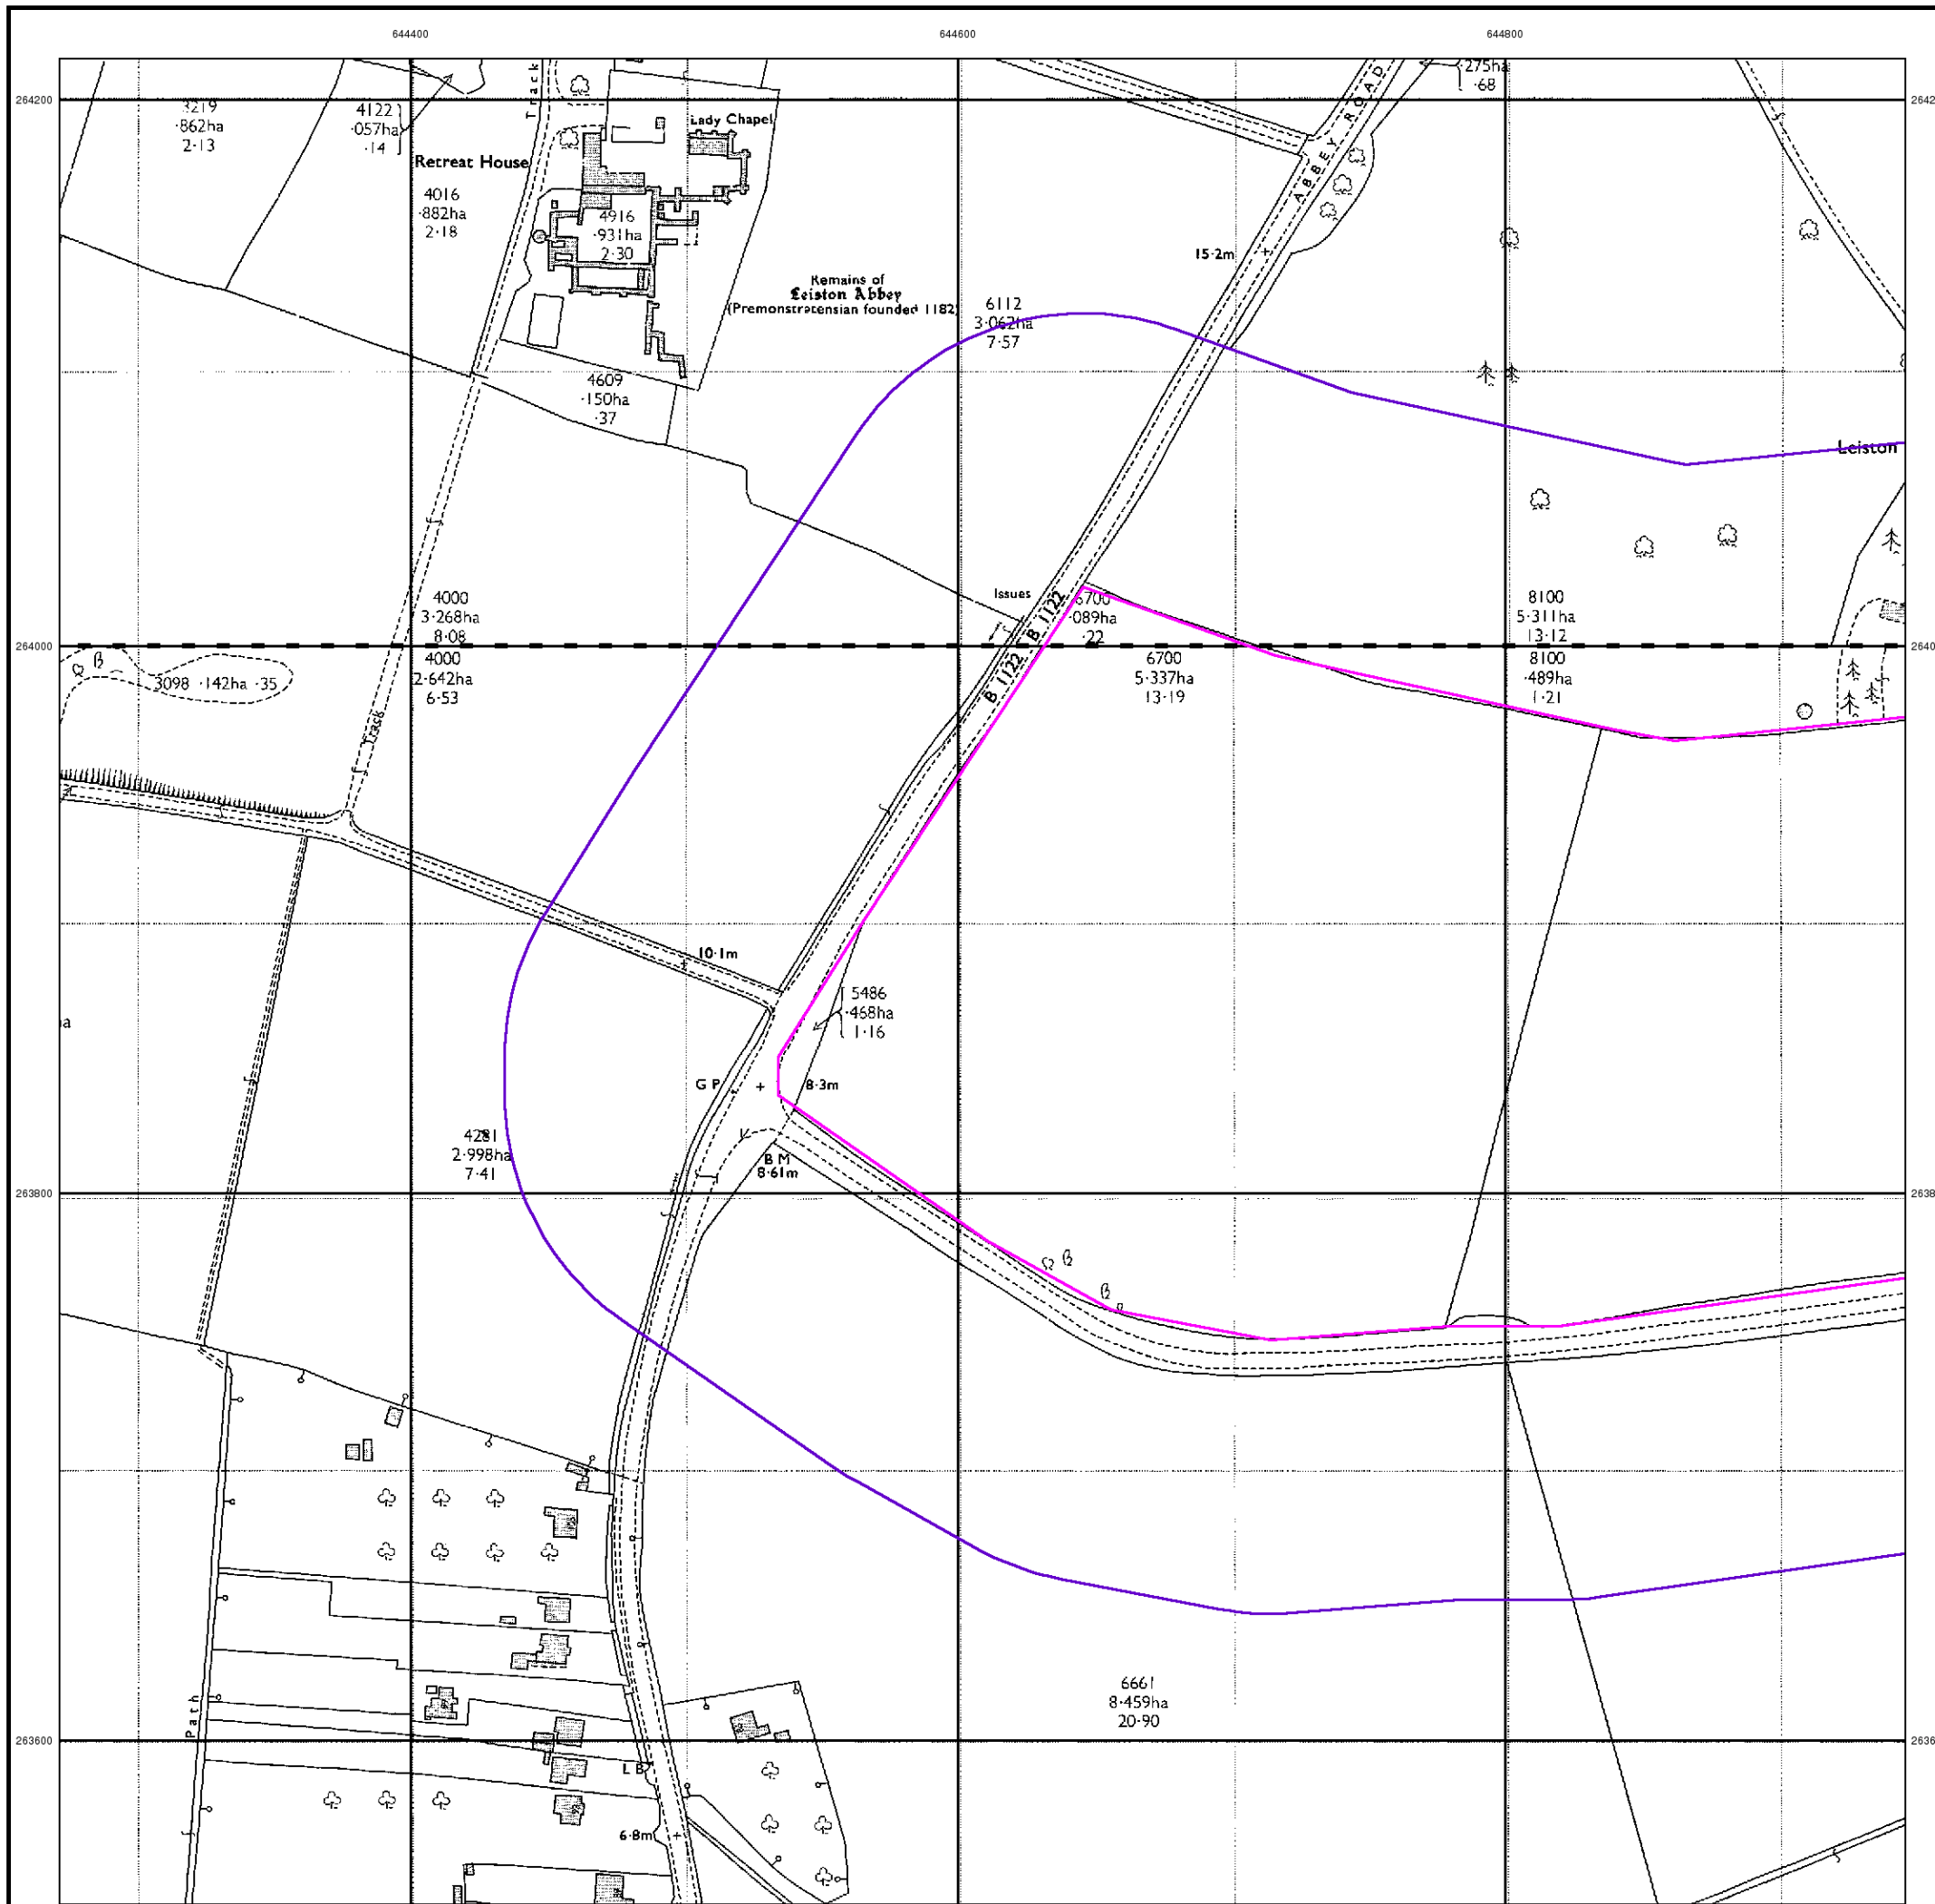 644400
644600
644800
264200
3219
·862ha
2·13
4122
·057ha
·14
Track
Lady Chapel
Retreat House
4016
·882ha
2·18
4916
·931ha
2·30
ABBEY ROAD
·275ha
·68
15·2m
Remains of
Leiston Abbey
(Premonstratensian founded 1182)
6112
3·062ha
7·57
4609
·150ha
·37
Leiston
Issues
B 1122
B 1122
4000
3·268ha
8·08
6700
·089ha
·22
8100
5·311ha
13·12
264000
4000
2·642ha
6·53
3098 ·142ha ·35
6700
5·337ha
13·19
8100
·489ha
1·21
Track
10·1m
5486
·468ha
1·16
G P
8·3m
4281
2·998ha
7·41
B M
8·61m
263800
6661
8·459ha
20·90
Path
263600
L B
6·8m